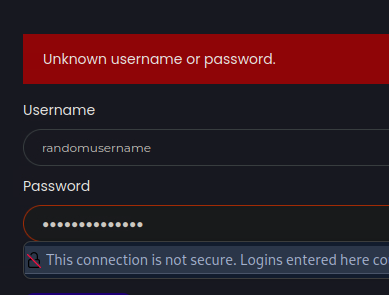 Unknown username or password.
Username
randomusername
Password
••••••••••••••
This connection is not secure. Logins entered here co